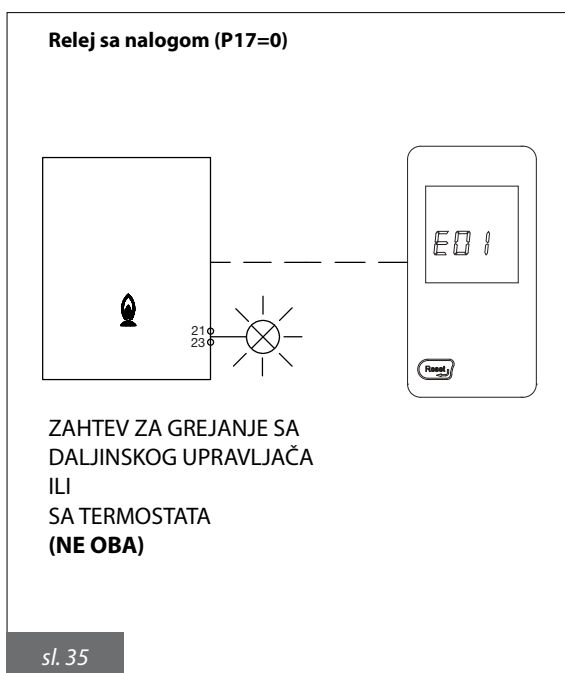 Relej sa nalogom (P17=0)
E01
21
23
Reset
ZAHTEV ZA GREJANJE SA
DALJINSKOG UPRAVLJAČA
ILI
SA TERMOSTATA
(NE OBA)
sl. 35